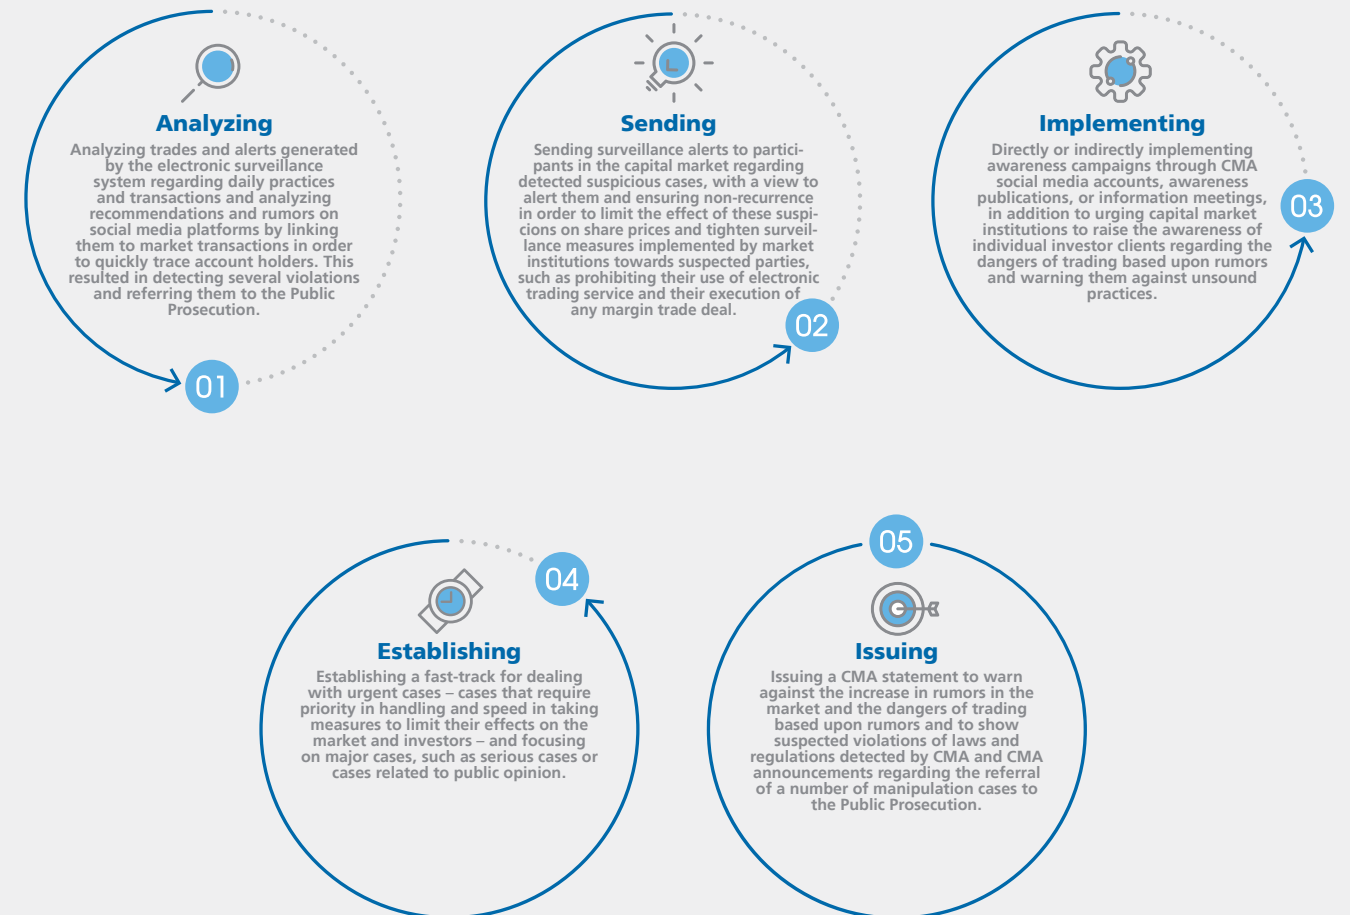 Analyzing
Analyzing trades and alerts generated
by the electronic surveillance
system regarding daily practices
and transactions and analyzing
recommendations and rumors on
social media platforms by linking
them to market transactions in order
to quickly trace account holders. This
resulted in detecting several violations
and referring them to the Public
Prosecution.
01
Sending
Sending surveillance alerts to partici-
pants in the capital market regarding
detected suspicious cases, with a view to
alert them and ensuring non-recurrence
in order to limit the effect of these suspi-
cions on share prices and tighten surveil-
lance measures implemented by market
institutions towards suspected parties,
such as prohibiting their use of electronic
trading service and their execution of
any margin trade deal.
02
Implementing
Directly or indirectly implementing
awareness campaigns through CMA
social media accounts, awareness
publications, or information meetings,
in addition to urging capital market
institutions to raise the awareness of
individual investor clients regarding the
dangers of trading based upon rumors
and warning them against unsound
practices.
03
04
Establishing
Establishing a fast-track for dealing
with urgent cases – cases that require
priority in handling and speed in taking
measures to limit their effects on the
market and investors – and focusing
on major cases, such as serious cases or
cases related to public opinion.
05
Issuing
Issuing a CMA statement to warn
against the increase in rumors in the
market and the dangers of trading
based upon rumors and to show
suspected violations of laws and
regulations detected by CMA and CMA
announcements regarding the referral
of a number of manipulation cases to
the Public Prosecution.